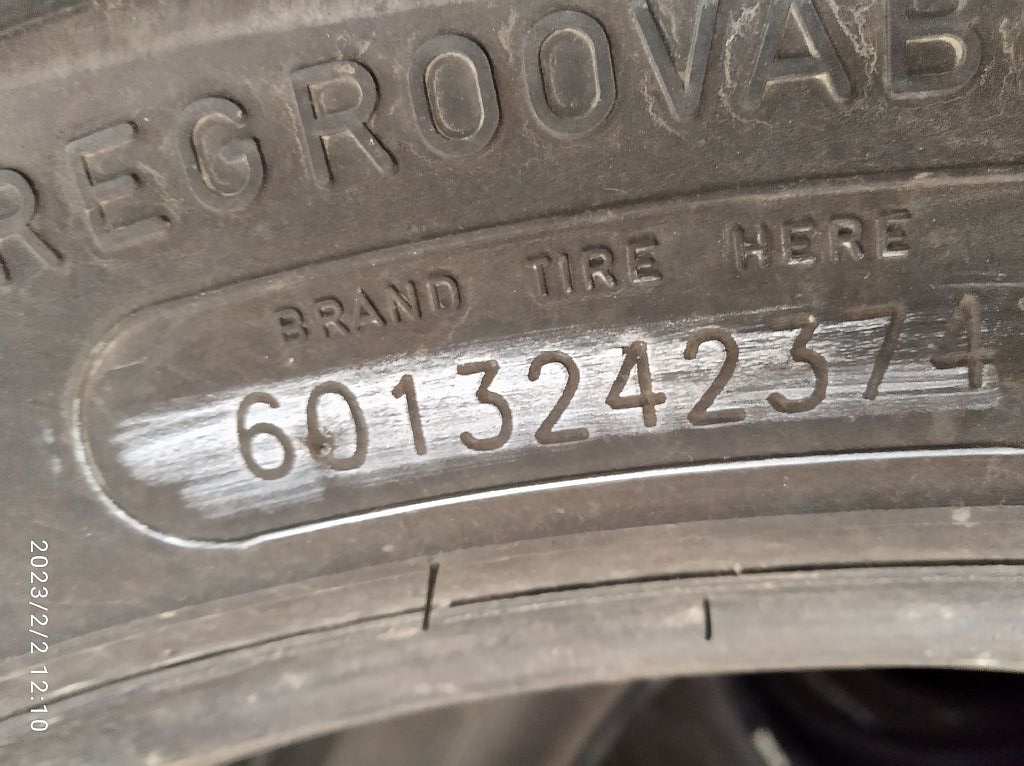 REGROOVAB
BRAND TIRE HERE
6013242374
2023/2/2 12:10